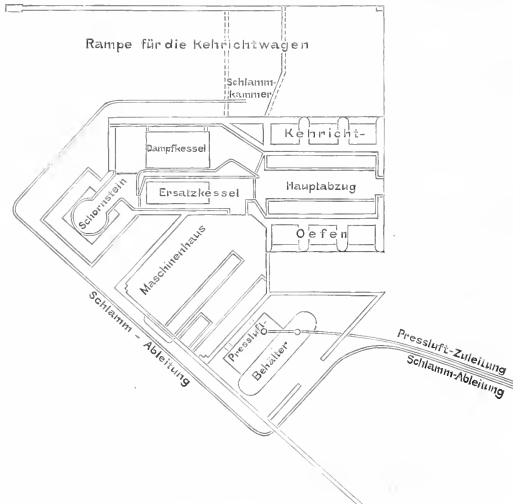 Rampe für die Kehrichtwagen
Schlamm-
kammer
Kehricht-
Dampfkessel
Ersatzkessel
Hauptabzug
Schornstein
Oefen
Maschinenhaus
Schlamm - Ableitung
Pressluft-
Behälter
Pressluft-Zuleitung
Schlamm-Ableitung